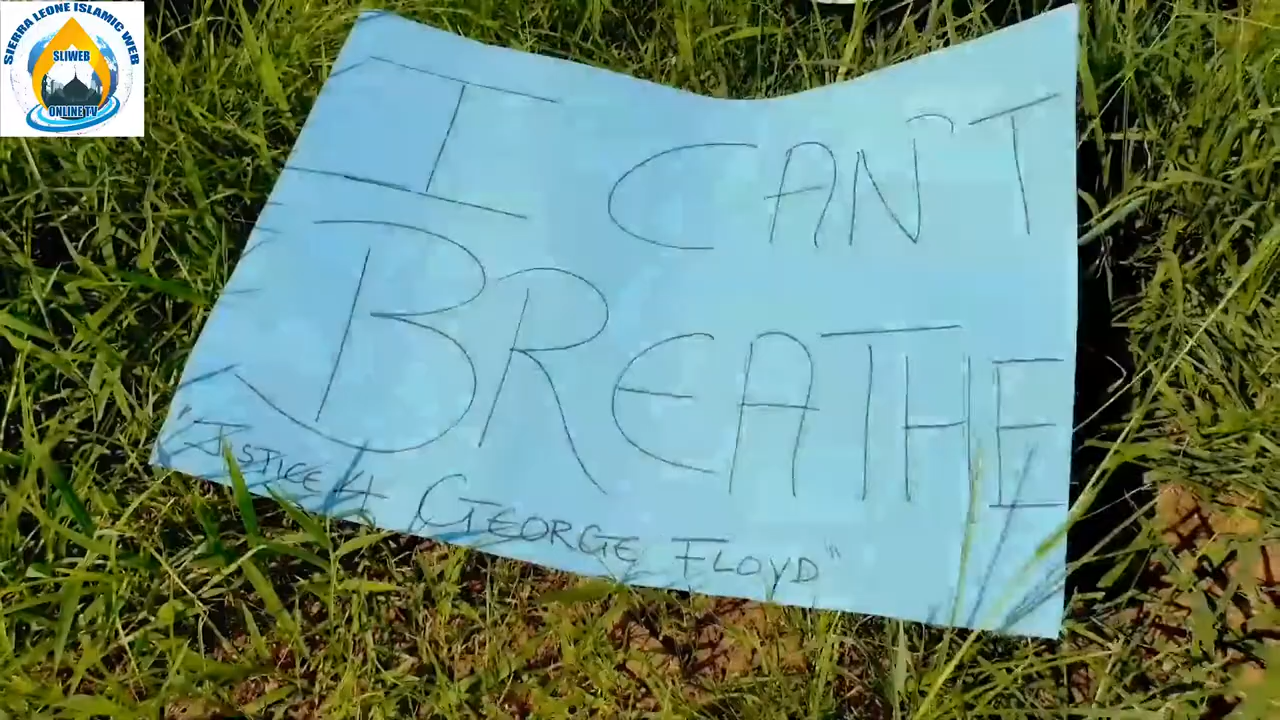 SIERRA LEONE ISLAMIC WEB
SLIWEB
ONLINE TV
I CAN'T
BREATHE
"JUSTICE 4 GEORGE FLOYD"